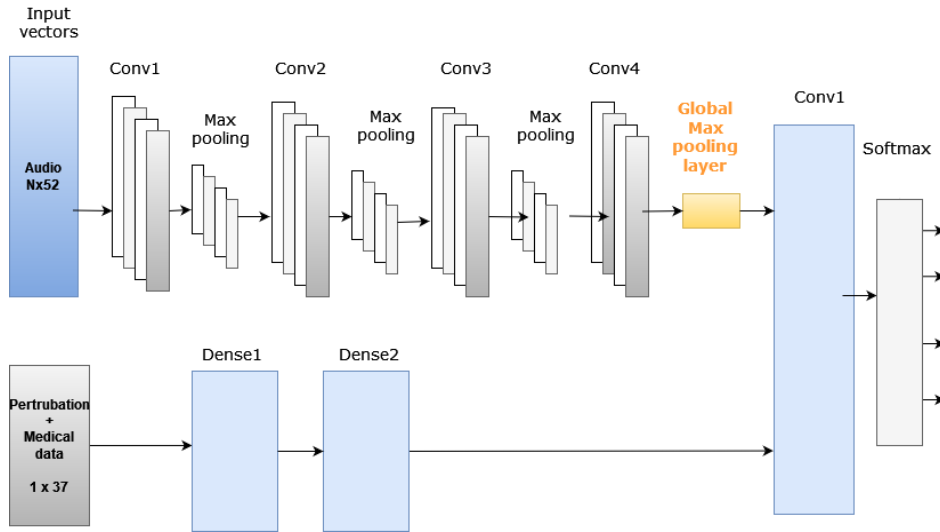 Input
vectors
Conv1
Conv2
Conv3
Conv4
Conv1
Max
pooling
Max
pooling
Max
pooling
Global
Max
pooling
layer
Softmax
Audio
Nx52
Dense1
Dense2
Pertrubation
+
Medical
data
1 x 37